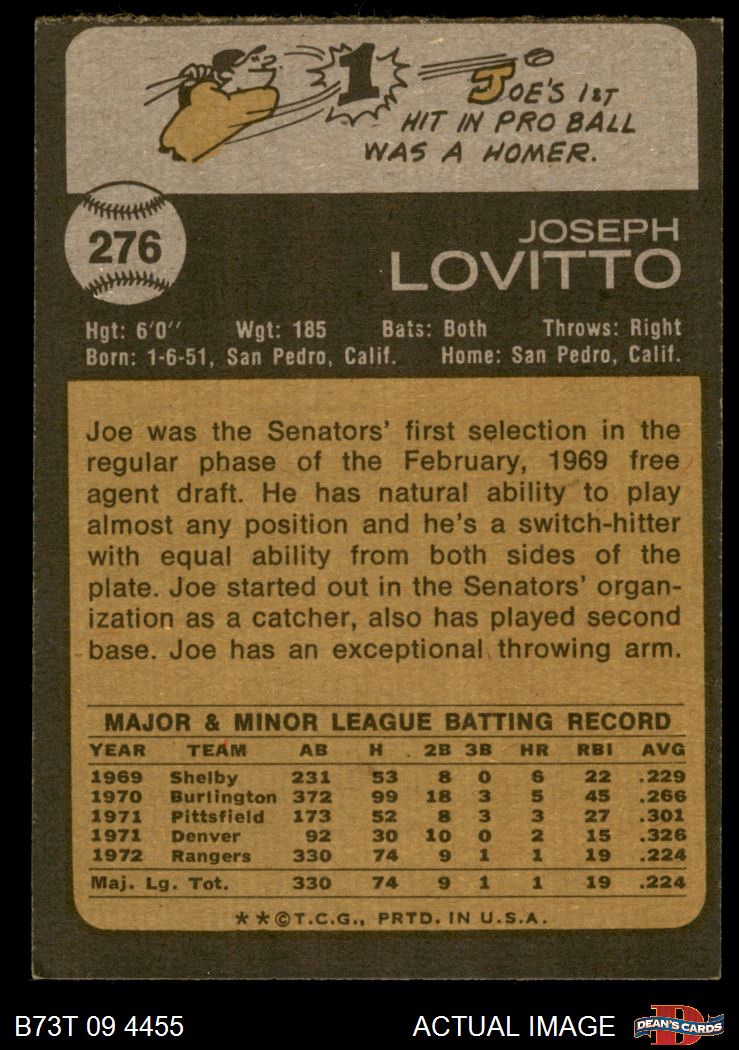 1
JOE'S 1ST
HIT IN PRO BALL
WAS A HOMER.
276
JOSEPH
LOVITTO
Hgt: 6'0'' Wgt: 185 Bats: Both Throws: Right
Born: 1-6-51, San Pedro, Calif. Home: San Pedro, Calif.
Joe was the Senators' first selection in the
regular phase of the February, 1969 free
agent draft. He has natural ability to play
almost any position and he's a switch-hitter
with equal ability from both sides of the
plate. Joe started out in the Senators' organ-
ization as a catcher, also has played second
base. Joe has an exceptional throwing arm.
MAJOR & MINOR LEAGUE BATTING RECORD
YEAR TEAM AB H 2B 3B HR RBI AVG
1969 Shelby 231 53 8 0 6 22 .229
1970 Burlington 372 99 18 3 5 45 .266
1971 Pittsfield 173 52 8 3 3 27 .301
1971 Denver 92 30 10 0 2 15 .326
1972 Rangers 330 74 9 1 1 19 .224
Maj. Lg. Tot. 330 74 9 1 1 19 .224
**©T.C.G., PRTD. IN U.S.A.
B73T 09 4455 ACTUAL IMAGE
D
DEAN'S CARDS